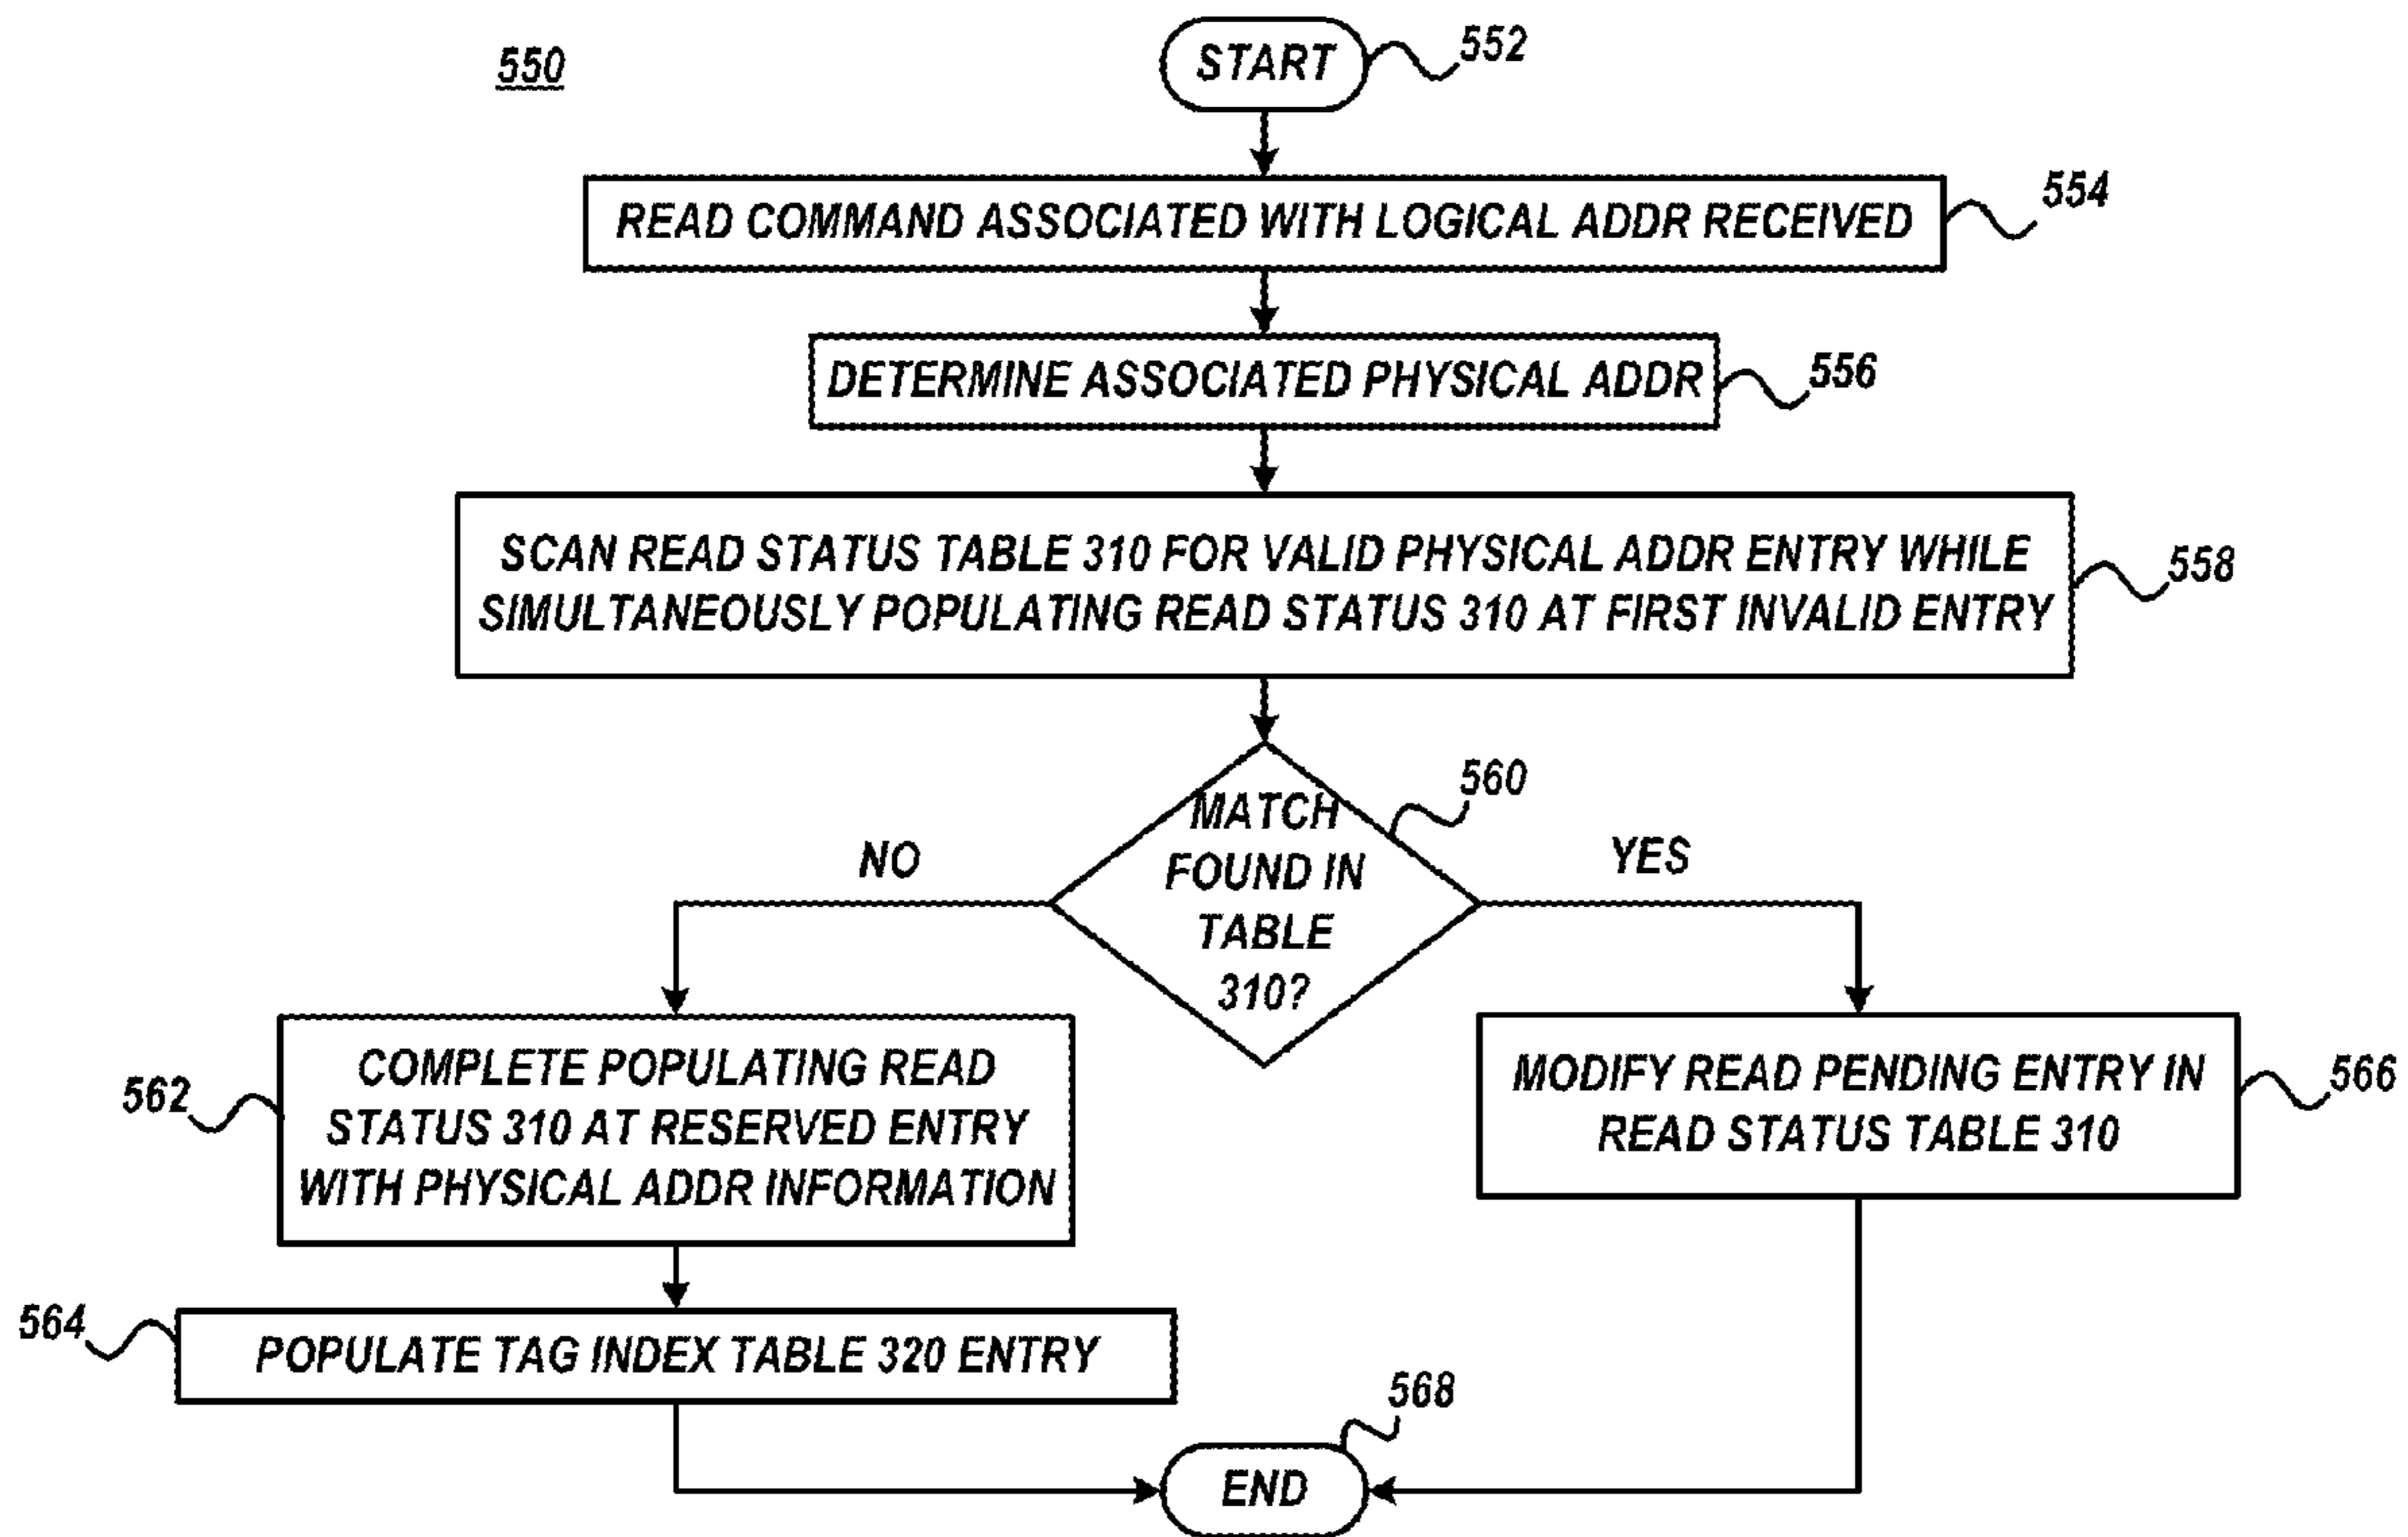 550
START
552
READ COMMAND ASSOCIATED WITH LOGICAL ADDR RECEIVED
554
DETERMINE ASSOCIATED PHYSICAL ADDR
556
SCAN READ STATUS TABLE 310 FOR VALID PHYSICAL ADDR ENTRY WHILE
SIMULTANEOUSLY POPULATING READ STATUS 310 AT FIRST INVALID ENTRY
558
MATCH
FOUND IN
TABLE
310?
560
NO
YES
562
COMPLETE POPULATING READ
STATUS 310 AT RESERVED ENTRY
WITH PHYSICAL ADDR INFORMATION
MODIFY READ PENDING ENTRY IN
READ STATUS TABLE 310
566
564
POPULATE TAG INDEX TABLE 320 ENTRY
568
END